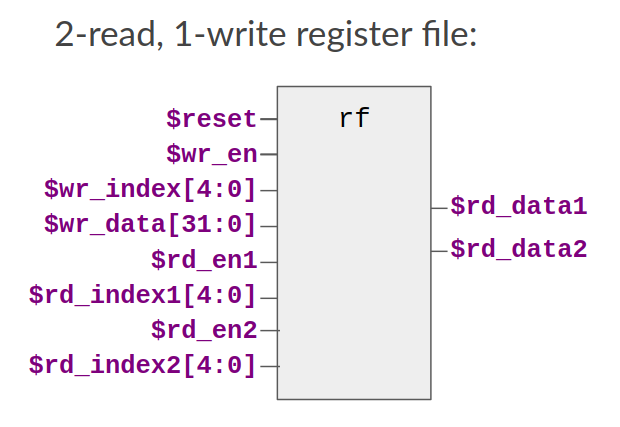 2-read, 1-write register file:
rf
$reset
$wr_en
$wr_index[4:0]
$wr_data[31:0]
$rd_en1
$rd_index1[4:0]
$rd_en2
$rd_index2[4:0]
$rd_data1
$rd_data2